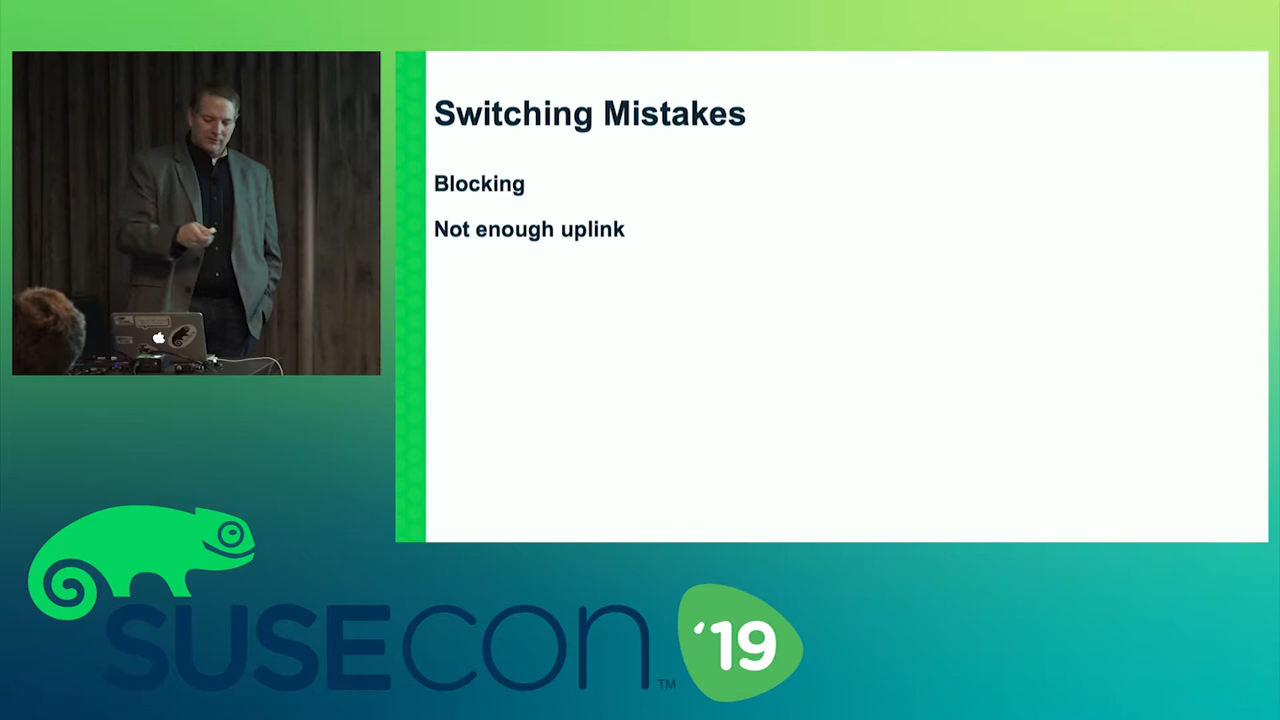 Switching Mistakes
Blocking
Not enough uplink
SUSECON '19
TM